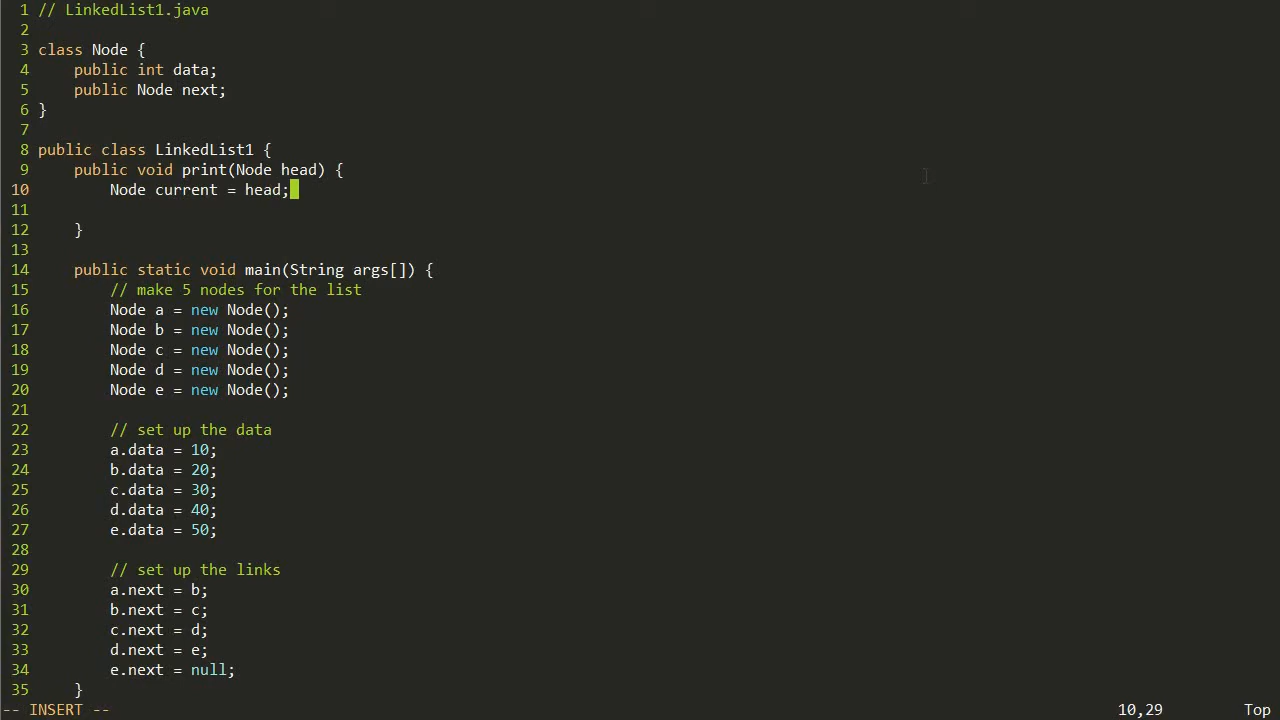 1 // LinkedList1.java
2
3 class Node {
4     public int data;
5     public Node next;
6 }
7
8 public class LinkedList1 {
9     public void print(Node head) {
10         Node current = head;
11
12     }
13
14     public static void main(String args[]) {
15         // make 5 nodes for the list
16         Node a = new Node();
17         Node b = new Node();
18         Node c = new Node();
19         Node d = new Node();
20         Node e = new Node();
21
22         // set up the data
23         a.data = 10;
24         b.data = 20;
25         c.data = 30;
26         d.data = 40;
27         e.data = 50;
28
29         // set up the links
30         a.next = b;
31         b.next = c;
32         c.next = d;
33         d.next = e;
34         e.next = null;
35     }
-- INSERT -- 10,29 Top